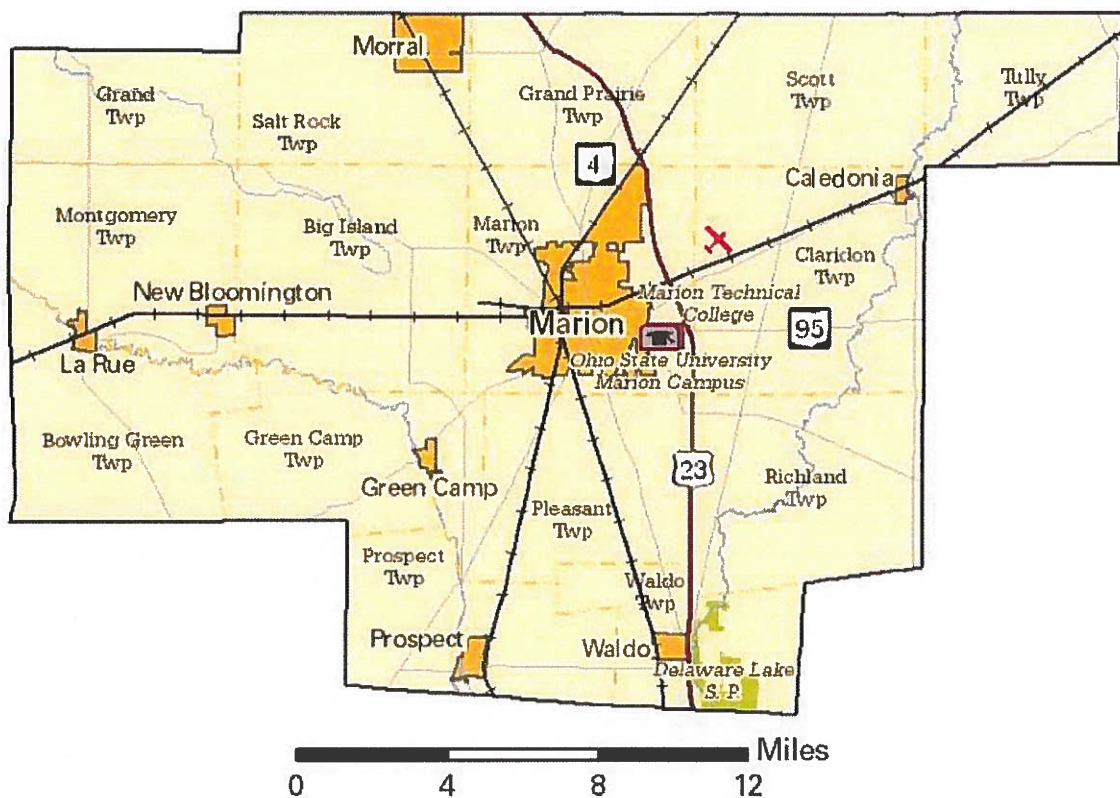 Morral
Grand
Twp
Salt Rock
Twp
Grand Prairie
Twp
Scott
Twp
Tully
Twp
4
Caledonia
Montgomery
Twp
Big Island
Twp
Marion
Twp
Claridon
Twp
New Bloomington
Marion Technical
College
Marion
95
La Rue
Ohio State University
Marion Campus
Bowling Green
Twp
Green Camp
Twp
23
Richland
Twp
Green Camp
Pleasant
Twp
Prospect
Twp
Waldo
Twp
Prospect
Waldo
Delaware Lake
S. P.
Miles
0 4 8 12